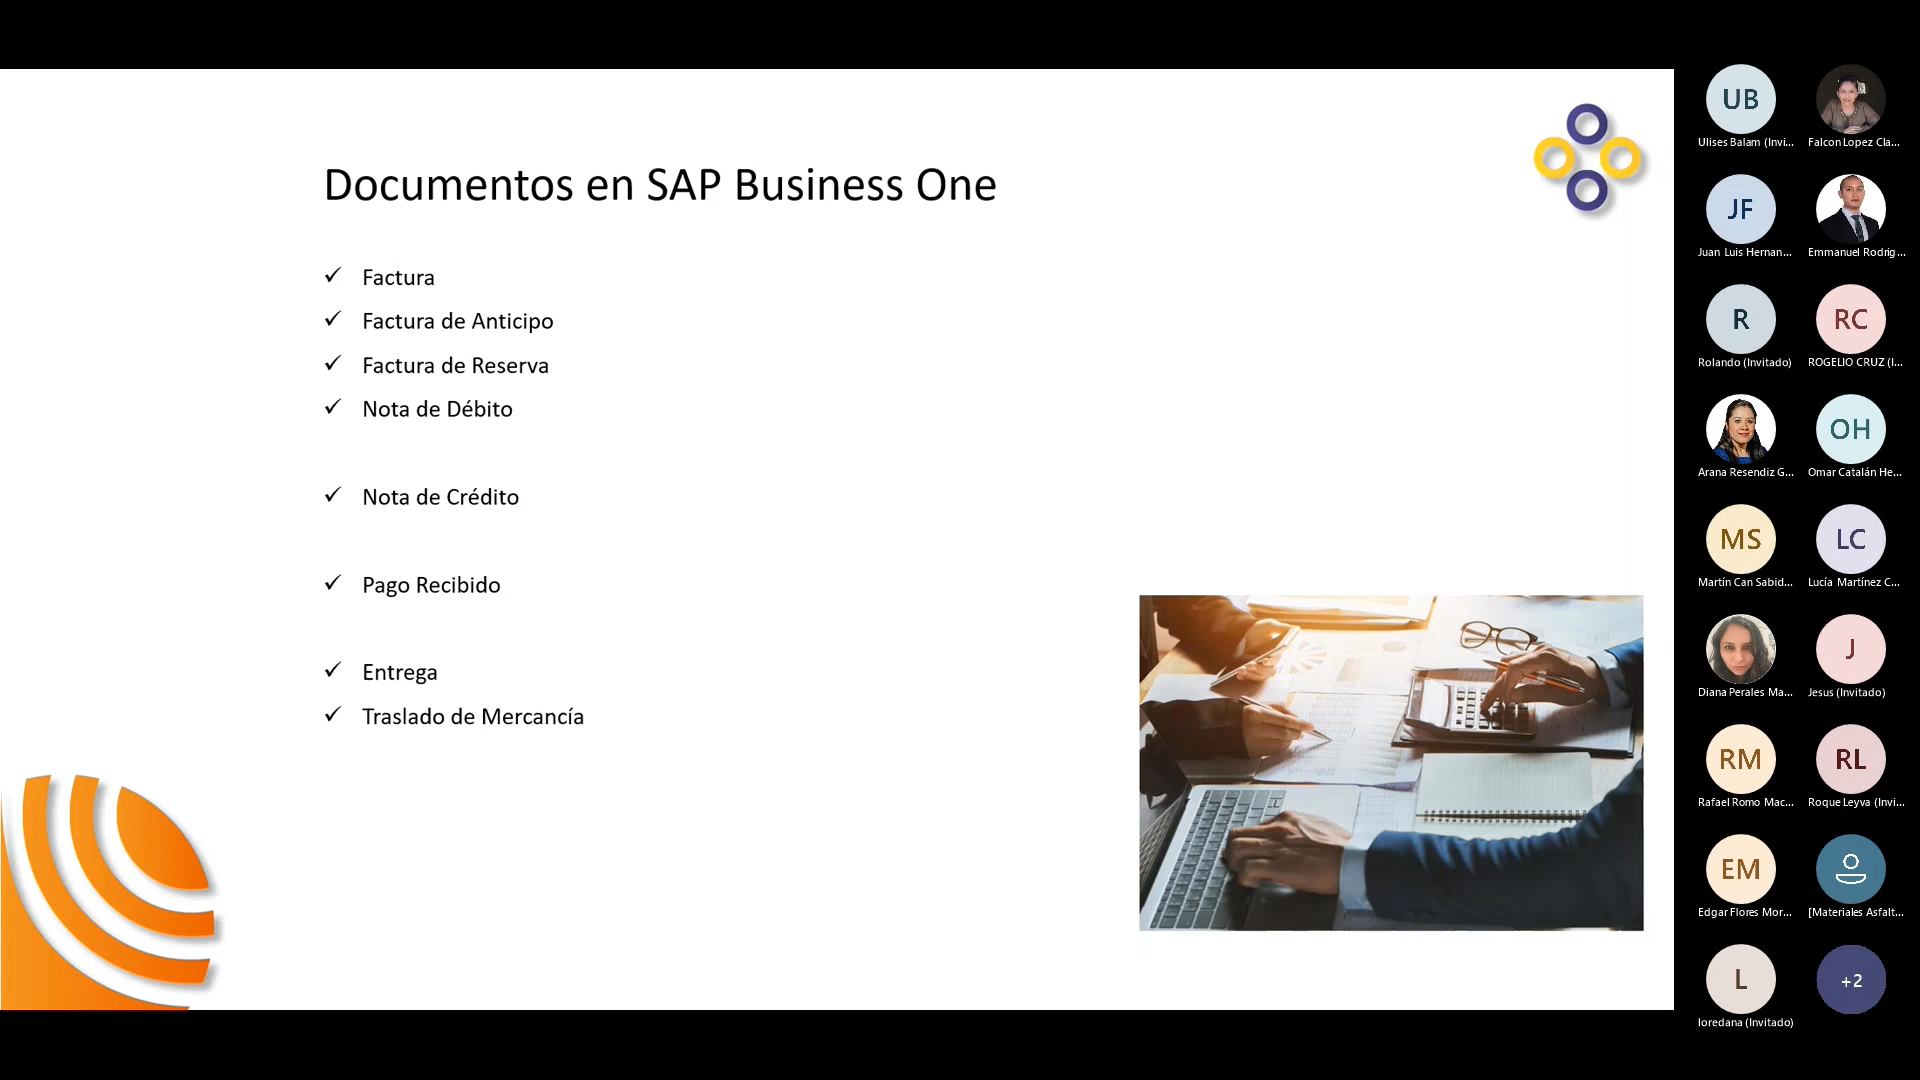 Documentos en SAP Business One
✓ Factura
✓ Factura de Anticipo
✓ Factura de Reserva
✓ Nota de Débito
✓ Nota de Crédito
✓ Pago Recibido
✓ Entrega
✓ Traslado de Mercancía
UB
Ulises Balam (Invi...
Falcon Lopez Cla...
JF
Juan Luis Hernan...
Emmanuel Rodrig...
R
Rolando (Invitado)
RC
ROGELIO CRUZ (I...
Arana Resendiz G...
OH
Omar Catalán He...
MS
Martín Can Sabid...
LC
Lucía Martínez C...
Diana Perales Ma...
J
Jesus (Invitado)
RM
Rafael Romo Mac...
RL
Roque Leyva (Invi...
EM
Edgar Flores Mor...
[Materiales Asfalt...
L
loredana (Invitado)
+2